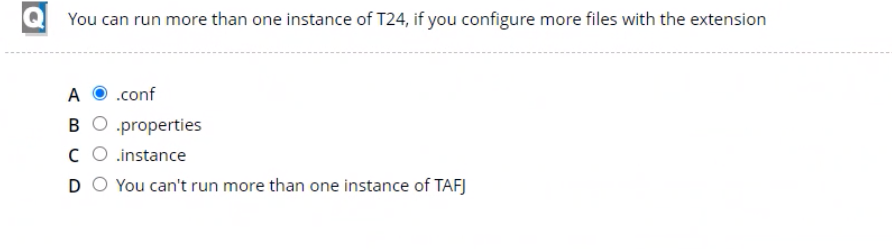 Q You can run more than one instance of T24, if you configure more files with the extension
A .conf
B .properties
C .instance
D You can't run more than one instance of TAFJ